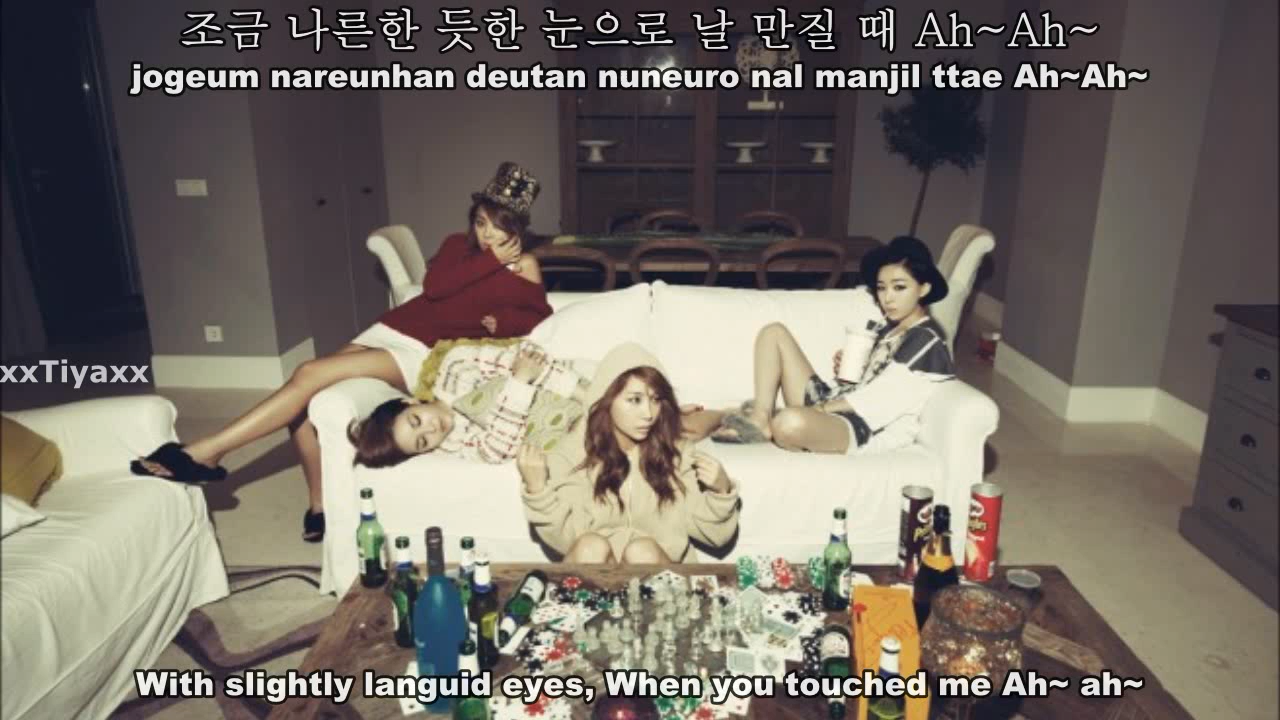 조금 나른한 듯한 눈으로 날 만질 때 Ah~Ah~
jogeum nareunhan deutan nuneuro nal manjil ttae Ah~Ah~
xxTiyaxx
Pringles
With slightly languid eyes, When you touched me Ah~ ah~